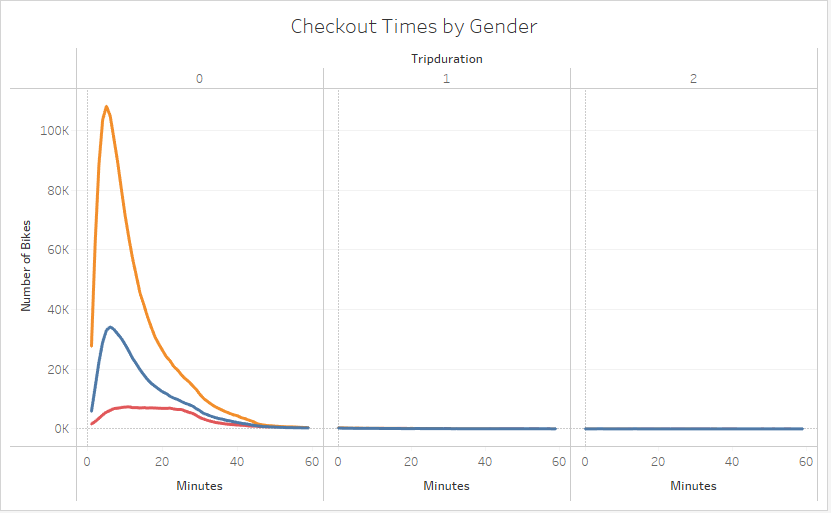 Checkout Times by Gender
Tripduration
0 1 2
100K
80K
60K
40K
20K
0K
Number of Bikes
0 20 40 60 0 20 40 60 0 20 40 60
Minutes Minutes Minutes